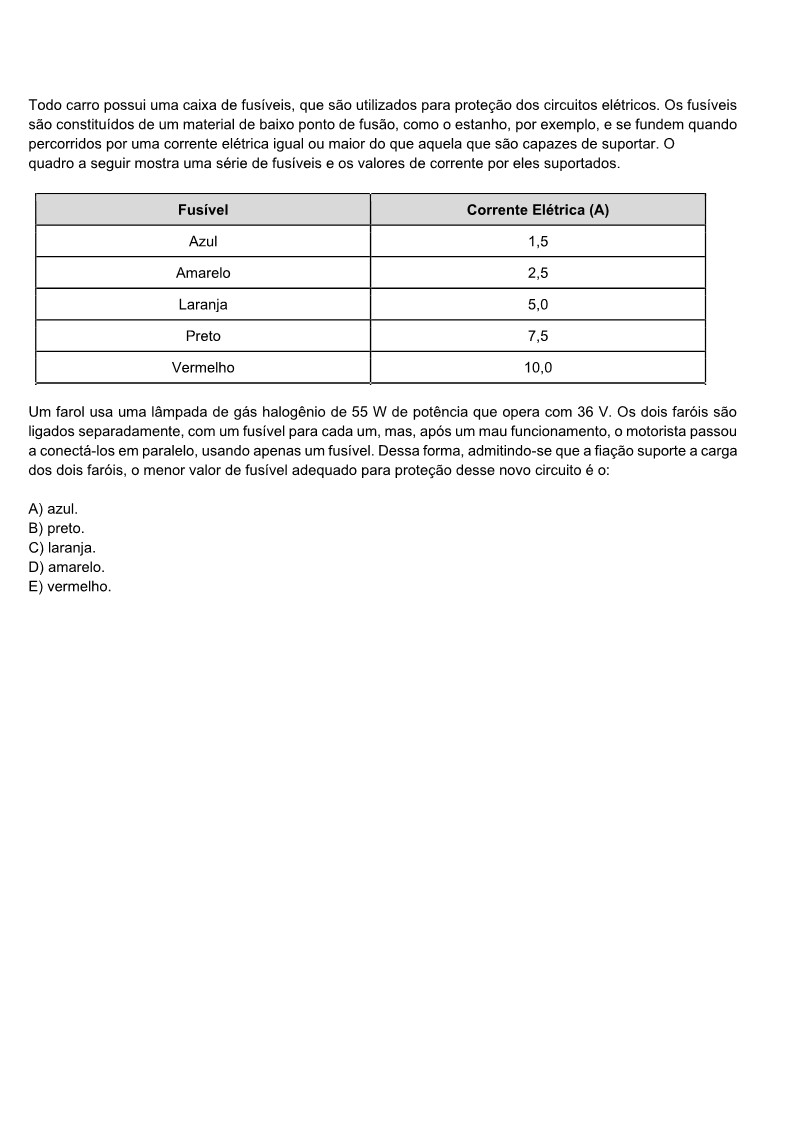 Todo carro possui uma caixa de fusíveis, que são utilizados para proteção dos circuitos elétricos. Os fusíveis
são constituídos de um material de baixo ponto de fusão, como o estanho, por exemplo, e se fundem quando
percorridos por uma corrente elétrica igual ou maior do que aquela que são capazes de suportar. O
quadro a seguir mostra uma série de fusíveis e os valores de corrente por eles suportados.
Fusível Corrente Elétrica (A)
Azul 1,5
Amarelo 2,5
Laranja 5,0
Preto 7,5
Vermelho 10,0
Um farol usa uma lâmpada de gás halogênio de 55 W de potência que opera com 36 V. Os dois faróis são
ligados separadamente, com um fusível para cada um, mas, após um mau funcionamento, o motorista passou
a conectá-los em paralelo, usando apenas um fusível. Dessa forma, admitindo-se que a fiação suporte a carga
dos dois faróis, o menor valor de fusível adequado para proteção desse novo circuito é o:
A) azul.
B) preto.
C) laranja.
D) amarelo.
E) vermelho.